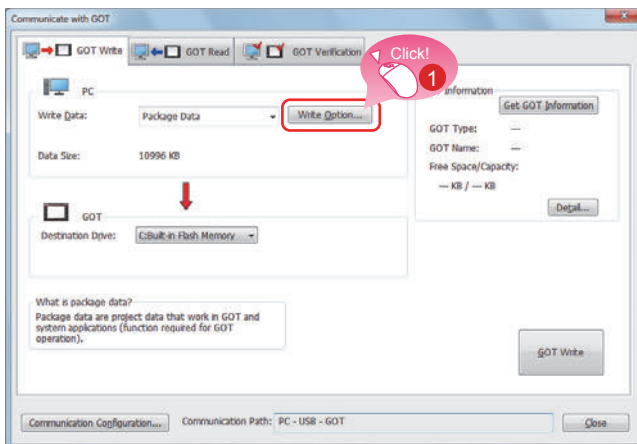 Communicate with GOT
GOT Write
GOT Read
GOT Verification
Click!
1
PC
Write Data:
Package Data
Write Option...
Data Size:
10996 KB
Information
Get GOT Information
GOT Type:
---
GOT Name:
---
Free Space/Capacity:
--- KB / --- KB
Detail...
GOT
Destination Drive:
C:Built-in Flash Memory
What is package data?
Package data are project data that work in GOT and
system applications (function required for GOT
operation).
GOT Write
Communication Configuration...
Communication Path:
PC - USB - GOT
Close